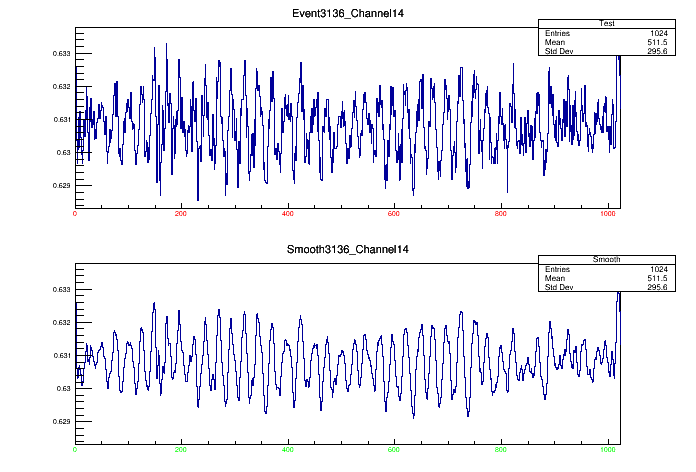 Event3136_Channel14
Test
Entries 1024
Mean 511.5
Std Dev 295.6
0.633
0.632
0.631
0.63
0.629
0 200 400 600 800 1000
Smooth3136_Channel14
Smooth
Entries 1024
Mean 511.5
Std Dev 295.6
0.633
0.632
0.631
0.63
0.629
0 200 400 600 800 1000